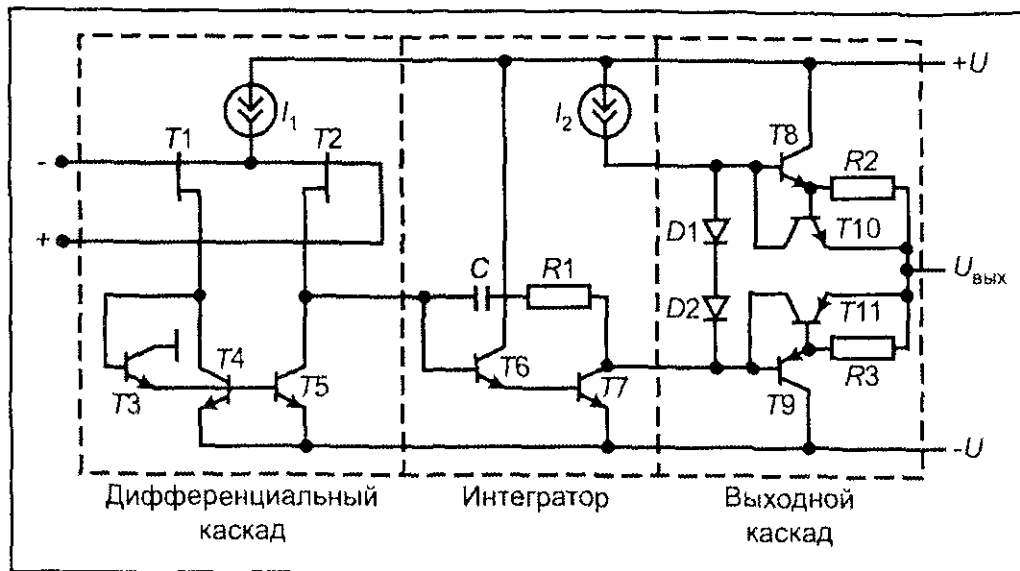 +U
I₁
I₂
T1
T2
T8
R2
-
+
D1
T10
C
R1
Uвых
D2
T11
T4
T6
T3
T5
T7
T9
R3
-U
Дифференциальный
каскад
Интегратор
Выходной
каскад